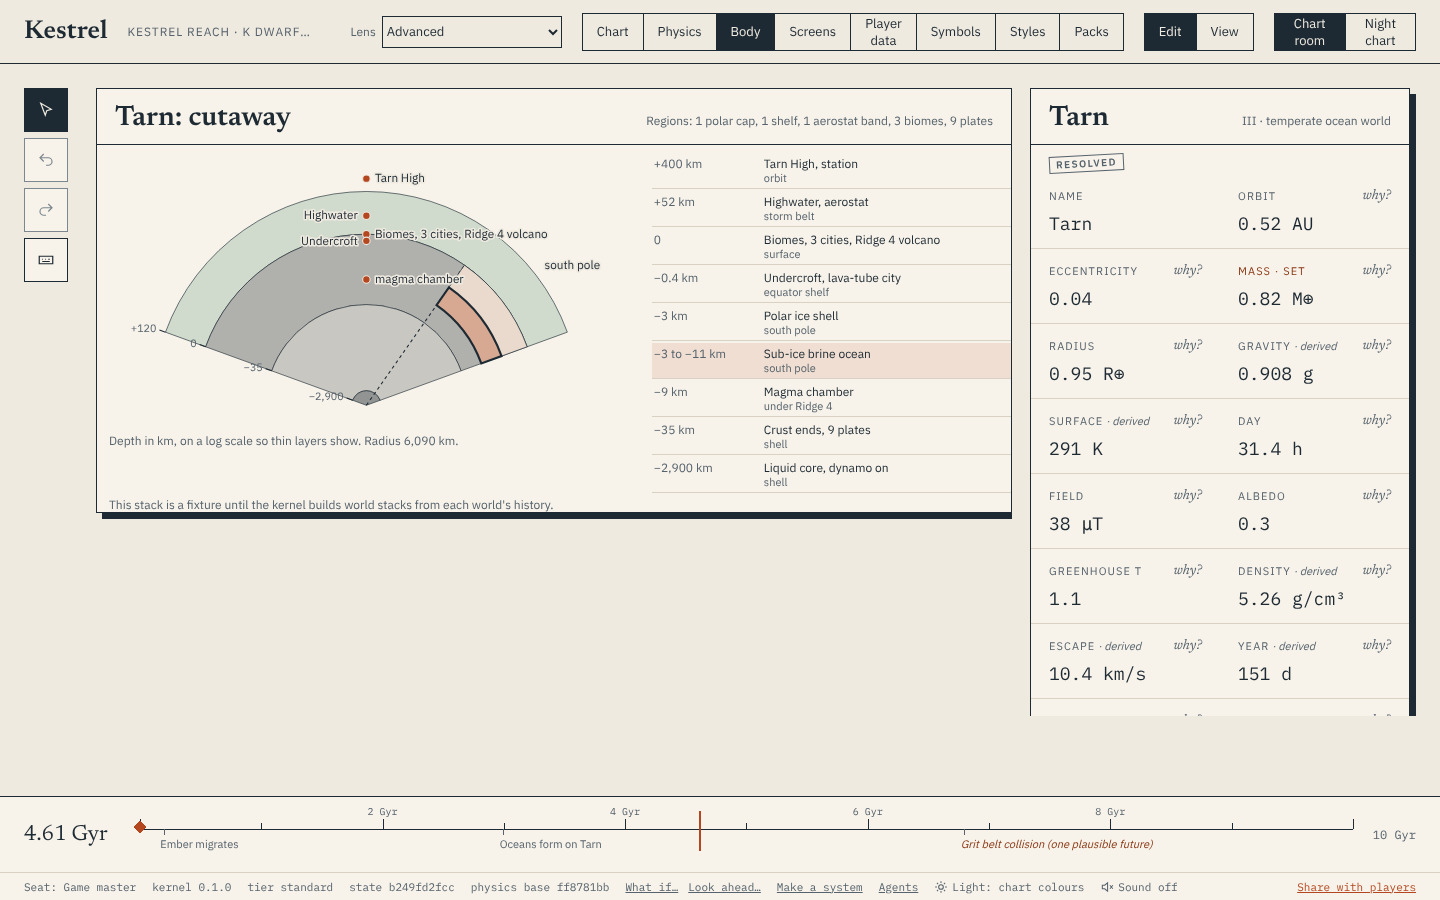 Kestrel
KESTREL REACH · K DWARF…
Lens
Advanced
Chart
Physics
Body
Screens
Player data
Symbols
Styles
Packs
Edit
View
Chart room
Night chart
Tarn: cutaway
Regions: 1 polar cap, 1 shelf, 1 aerostat band, 3 biomes, 9 plates
Tarn High
Highwater
Biomes, 3 cities, Ridge 4 volcano
Undercroft
south pole
magma chamber
+120
0
−35
−2,900
Depth in km, on a log scale so thin layers show. Radius 6,090 km.
This stack is a fixture until the kernel builds world stacks from each world's history.
+400 km
Tarn High, station
orbit
+52 km
Highwater, aerostat
storm belt
0
Biomes, 3 cities, Ridge 4 volcano
surface
−0.4 km
Undercroft, lava-tube city
equator shelf
−3 km
Polar ice shell
south pole
−3 to −11 km
Sub-ice brine ocean
south pole
−9 km
Magma chamber
under Ridge 4
−35 km
Crust ends, 9 plates
shell
−2,900 km
Liquid core, dynamo on
shell
Tarn
III · temperate ocean world
RESOLVED
NAME
Tarn
ORBIT why?
0.52 AU
ECCENTRICITY why?
0.04
MASS · SET why?
0.82 M⊕
RADIUS why?
0.95 R⊕
GRAVITY · derived why?
0.908 g
SURFACE · derived why?
291 K
DAY why?
31.4 h
FIELD why?
38 µT
ALBEDO why?
0.3
GREENHOUSE Τ why?
1.1
DENSITY · derived why?
5.26 g/cm³
ESCAPE · derived why?
10.4 km/s
YEAR · derived why?
151 d
4.61 Gyr
2 Gyr
4 Gyr
6 Gyr
8 Gyr
10 Gyr
Ember migrates
Oceans form on Tarn
Grit belt collision (one plausible future)
Seat: Game master
kernel 0.1.0
tier standard
state b249fd2fcc
physics base ff8781bb
What if…
Look ahead…
Make a system
Agents
Light: chart colours
Sound off
Share with players